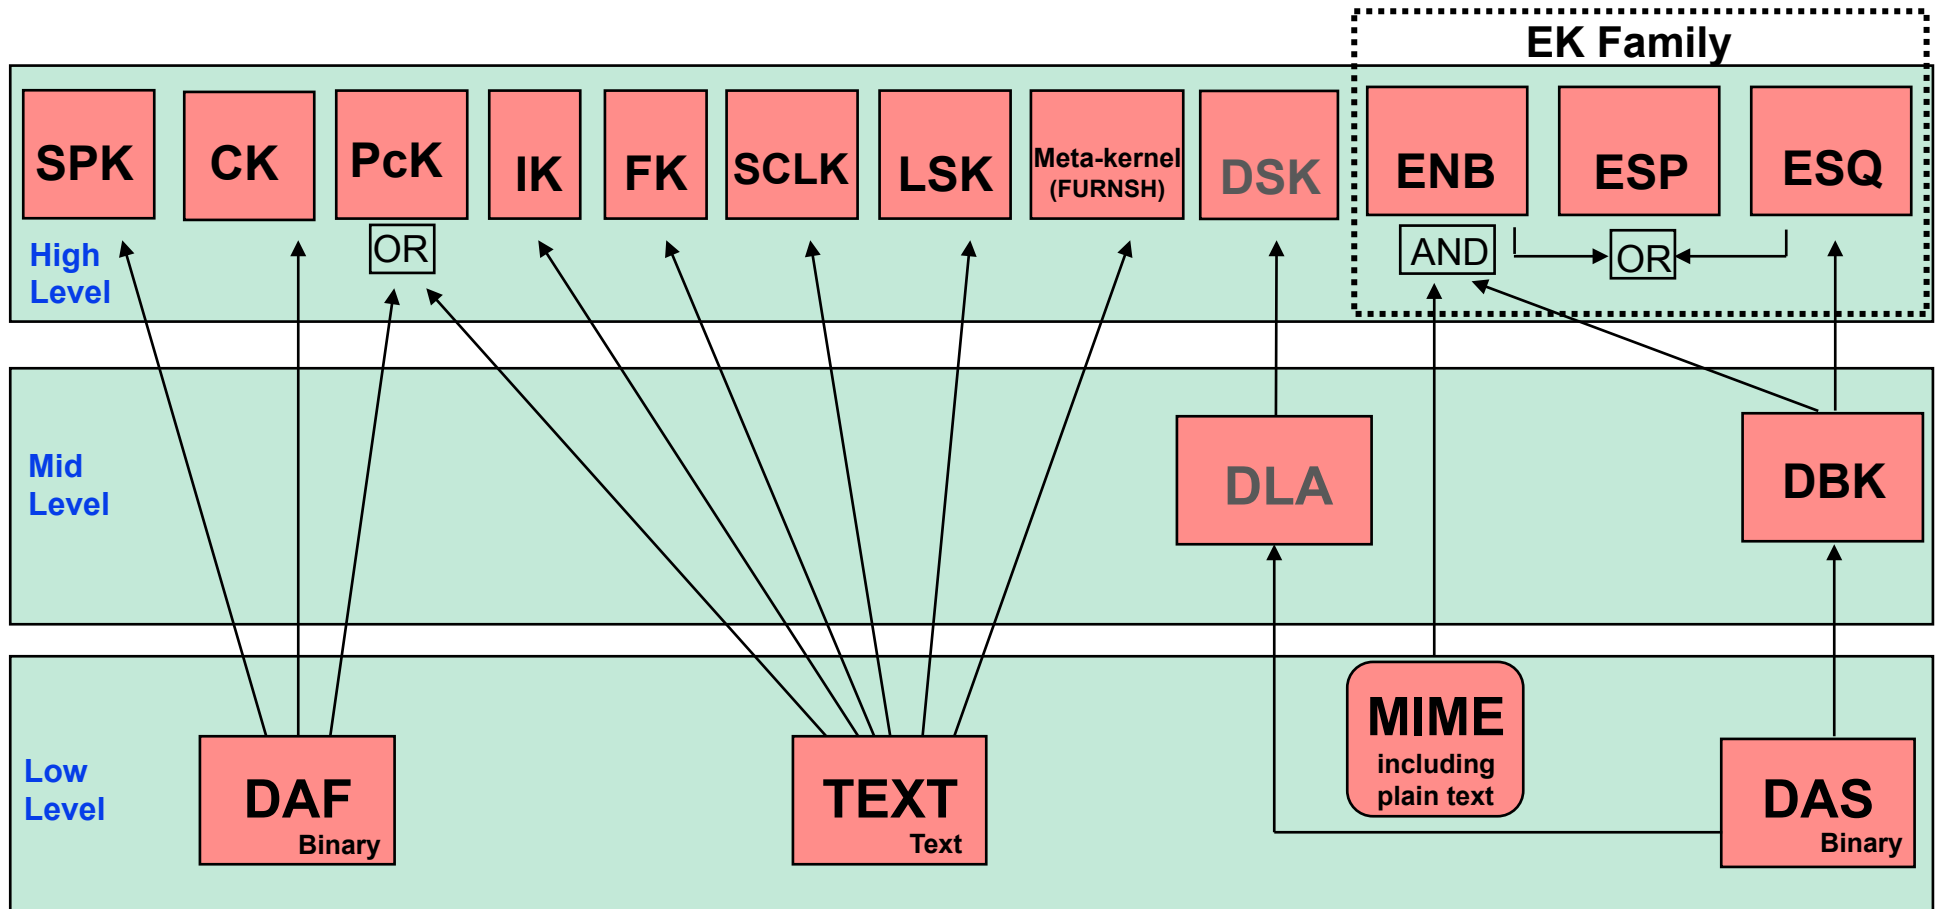 EK Family
SPK
CK
PcK
IK
FK
SCLK
LSK
Meta-kernel
(FURNSH)
DSK
ENB
ESP
ESQ
OR
AND
OR
High
Level
Mid
Level
DLA
DBK
Low
Level
DAF
Binary
TEXT
Text
MIME
including
plain text
DAS
Binary